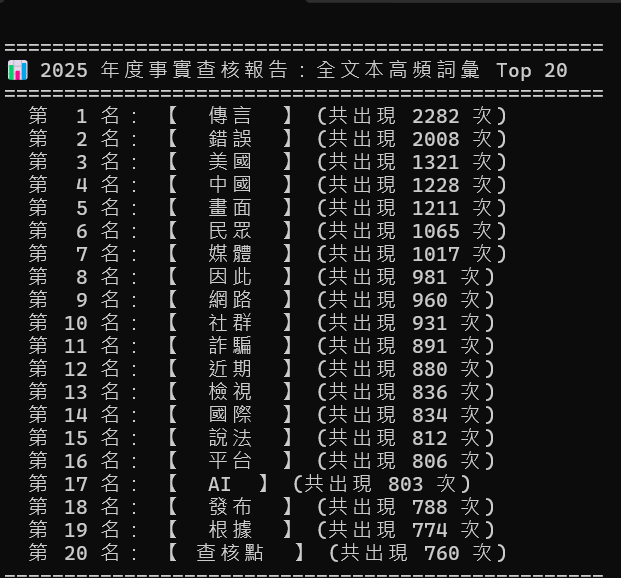 ==================================================
📊 2025 年度事實查核報告：全文本高頻詞彙 Top 20
==================================================
第  1 名： 【  傳言  】 (共出現 2282 次)
第  2 名： 【  錯誤  】 (共出現 2008 次)
第  3 名： 【  美國  】 (共出現 1321 次)
第  4 名： 【  中國  】 (共出現 1228 次)
第  5 名： 【  畫面  】 (共出現 1211 次)
第  6 名： 【  民眾  】 (共出現 1065 次)
第  7 名： 【  媒體  】 (共出現 1017 次)
第  8 名： 【  因此  】 (共出現 981 次)
第  9 名： 【  網路  】 (共出現 960 次)
第 10 名： 【  社群  】 (共出現 931 次)
第 11 名： 【  詐騙  】 (共出現 891 次)
第 12 名： 【  近期  】 (共出現 880 次)
第 13 名： 【  檢視  】 (共出現 836 次)
第 14 名： 【  國際  】 (共出現 834 次)
第 15 名： 【  說法  】 (共出現 812 次)
第 16 名： 【  平台  】 (共出現 806 次)
第 17 名： 【  AI  】 (共出現 803 次)
第 18 名： 【  發布  】 (共出現 788 次)
第 19 名： 【  根據  】 (共出現 774 次)
第 20 名： 【 查核點  】 (共出現 760 次)
==================================================